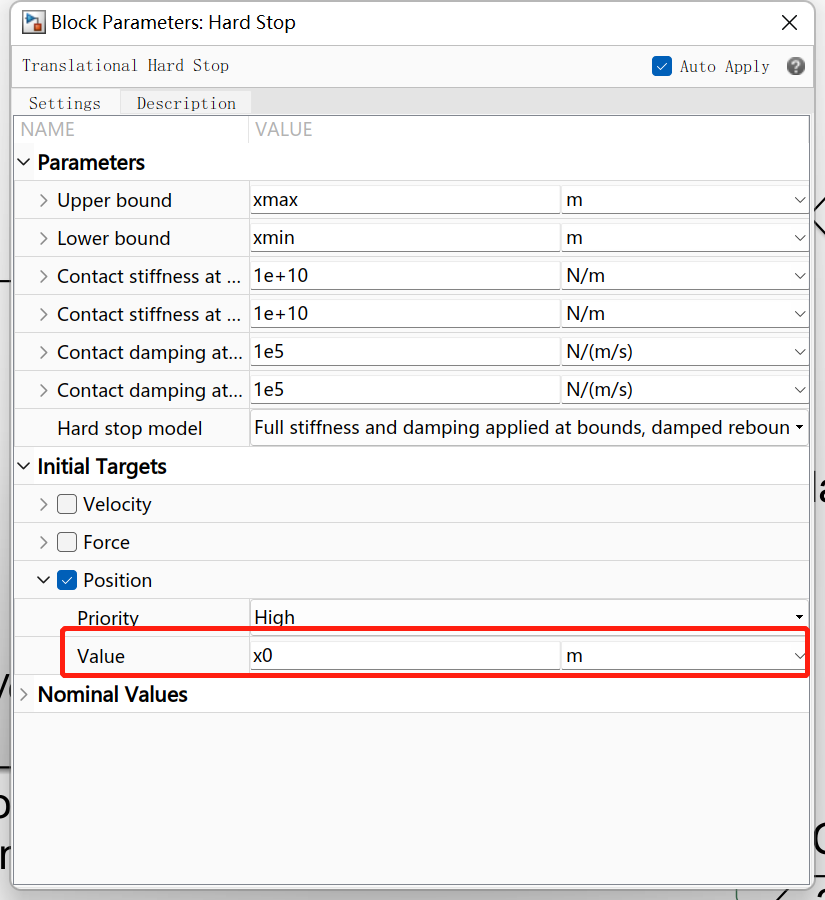 Block Parameters: Hard Stop
Translational Hard Stop Auto Apply
Settings Description
NAME VALUE
Parameters
Upper bound xmax m
Lower bound xmin m
Contact stiffness at ... 1e+10 N/m
Contact stiffness at ... 1e+10 N/m
Contact damping at... 1e5 N/(m/s)
Contact damping at... 1e5 N/(m/s)
Hard stop model Full stiffness and damping applied at bounds, damped reboun
Initial Targets
Velocity
Force
Position
Priority High
Value x0 m
Nominal Values